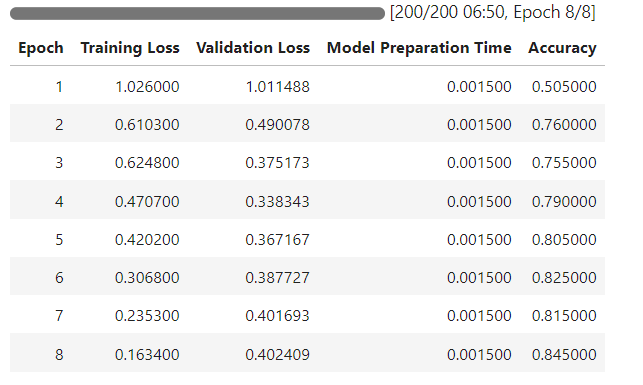 [200/200 06:50, Epoch 8/8]
Epoch Training Loss Validation Loss Model Preparation Time Accuracy
1 1.026000 1.011488 0.001500 0.505000
2 0.610300 0.490078 0.001500 0.760000
3 0.624800 0.375173 0.001500 0.755000
4 0.470700 0.338343 0.001500 0.790000
5 0.420200 0.367167 0.001500 0.805000
6 0.306800 0.387727 0.001500 0.825000
7 0.235300 0.401693 0.001500 0.815000
8 0.163400 0.402409 0.001500 0.845000